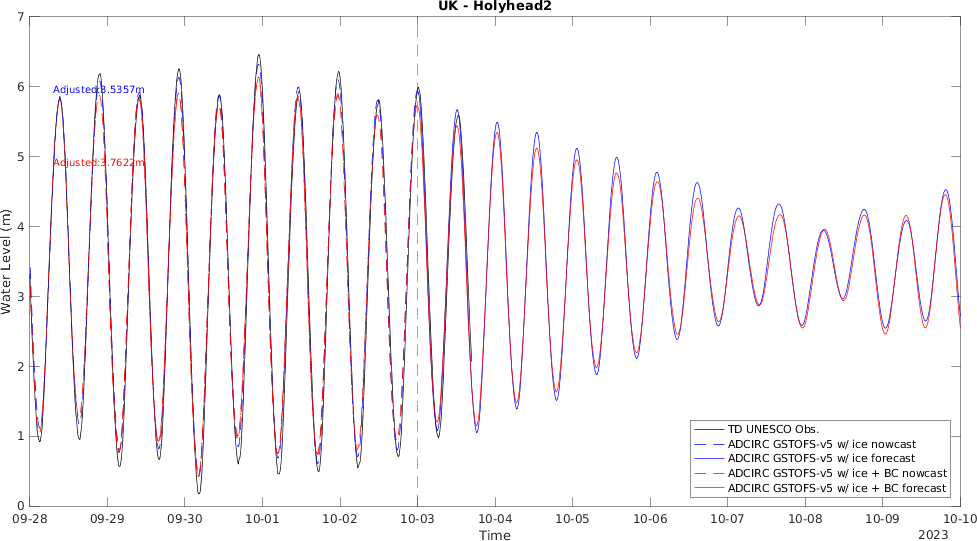 UK - Holyhead2
7
6
5
4
3
2
1
0
Water Level (m)
Adjusted:3.5357m
Adjusted:3.7622m
TD UNESCO Obs.
ADCIRC GSTOFS-v5 w/ ice nowcast
ADCIRC GSTOFS-v5 w/ ice forecast
ADCIRC GSTOFS-v5 w/ ice + BC nowcast
ADCIRC GSTOFS-v5 w/ ice + BC forecast
09-28 09-29 09-30 10-01 10-02 10-03 10-04 10-05 10-06 10-07 10-08 10-09 10-10
Time
2023